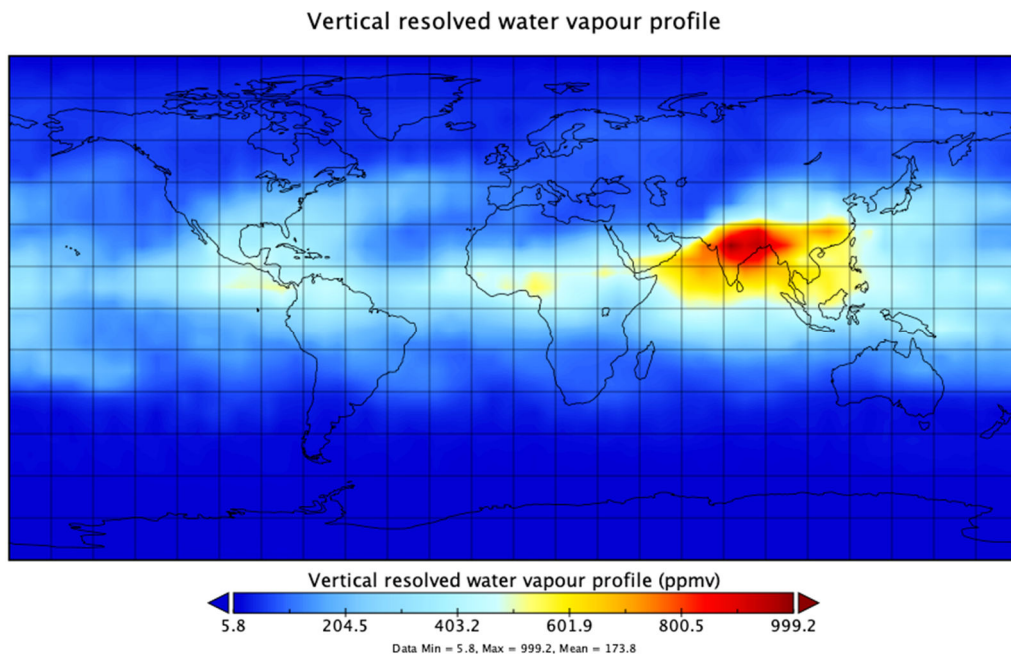 Vertical resolved water vapour profile
Vertical resolved water vapour profile (ppmv)
5.8 204.5 403.2 601.9 800.5 999.2
Data Min = 5.8, Max = 999.2, Mean = 173.8